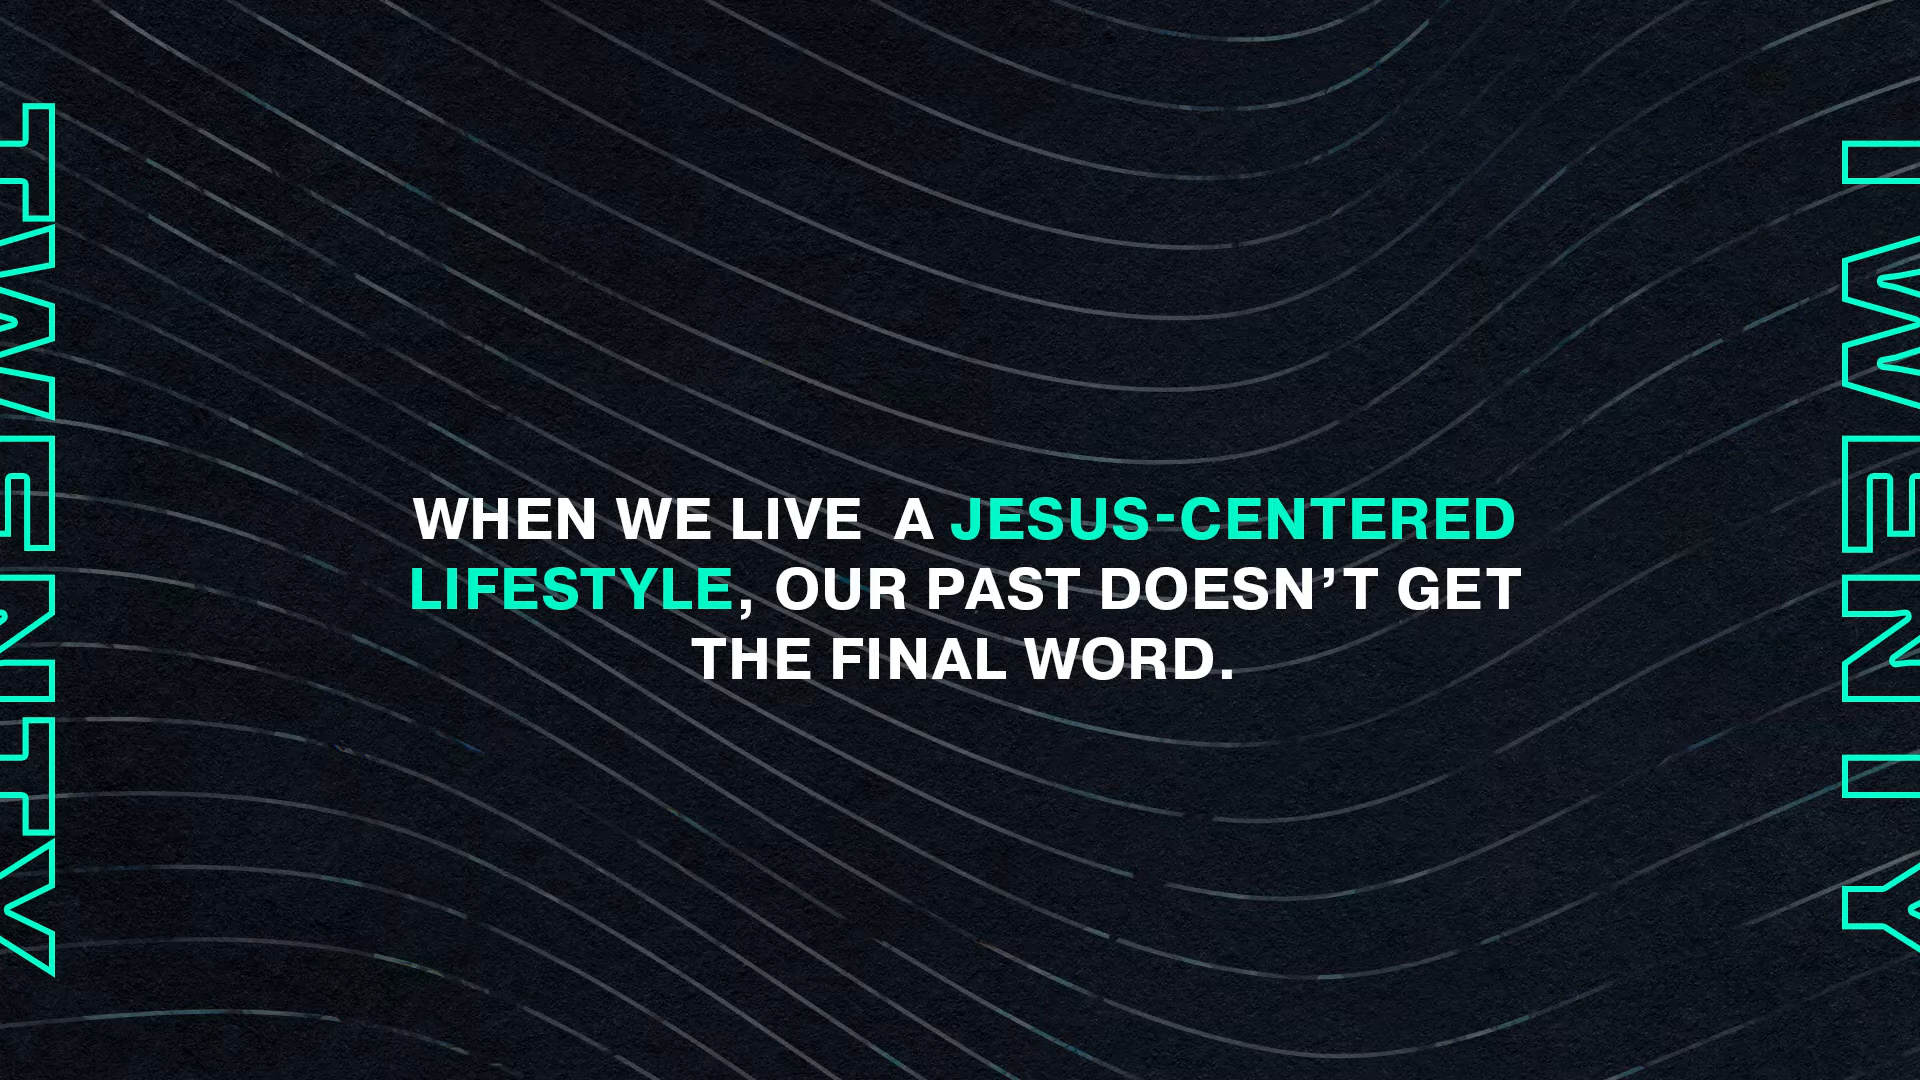 TWENTY
WHEN WE LIVE  A JESUS-CENTERED
LIFESTYLE, OUR PAST DOESN’T GET
THE FINAL WORD.
TWENTY